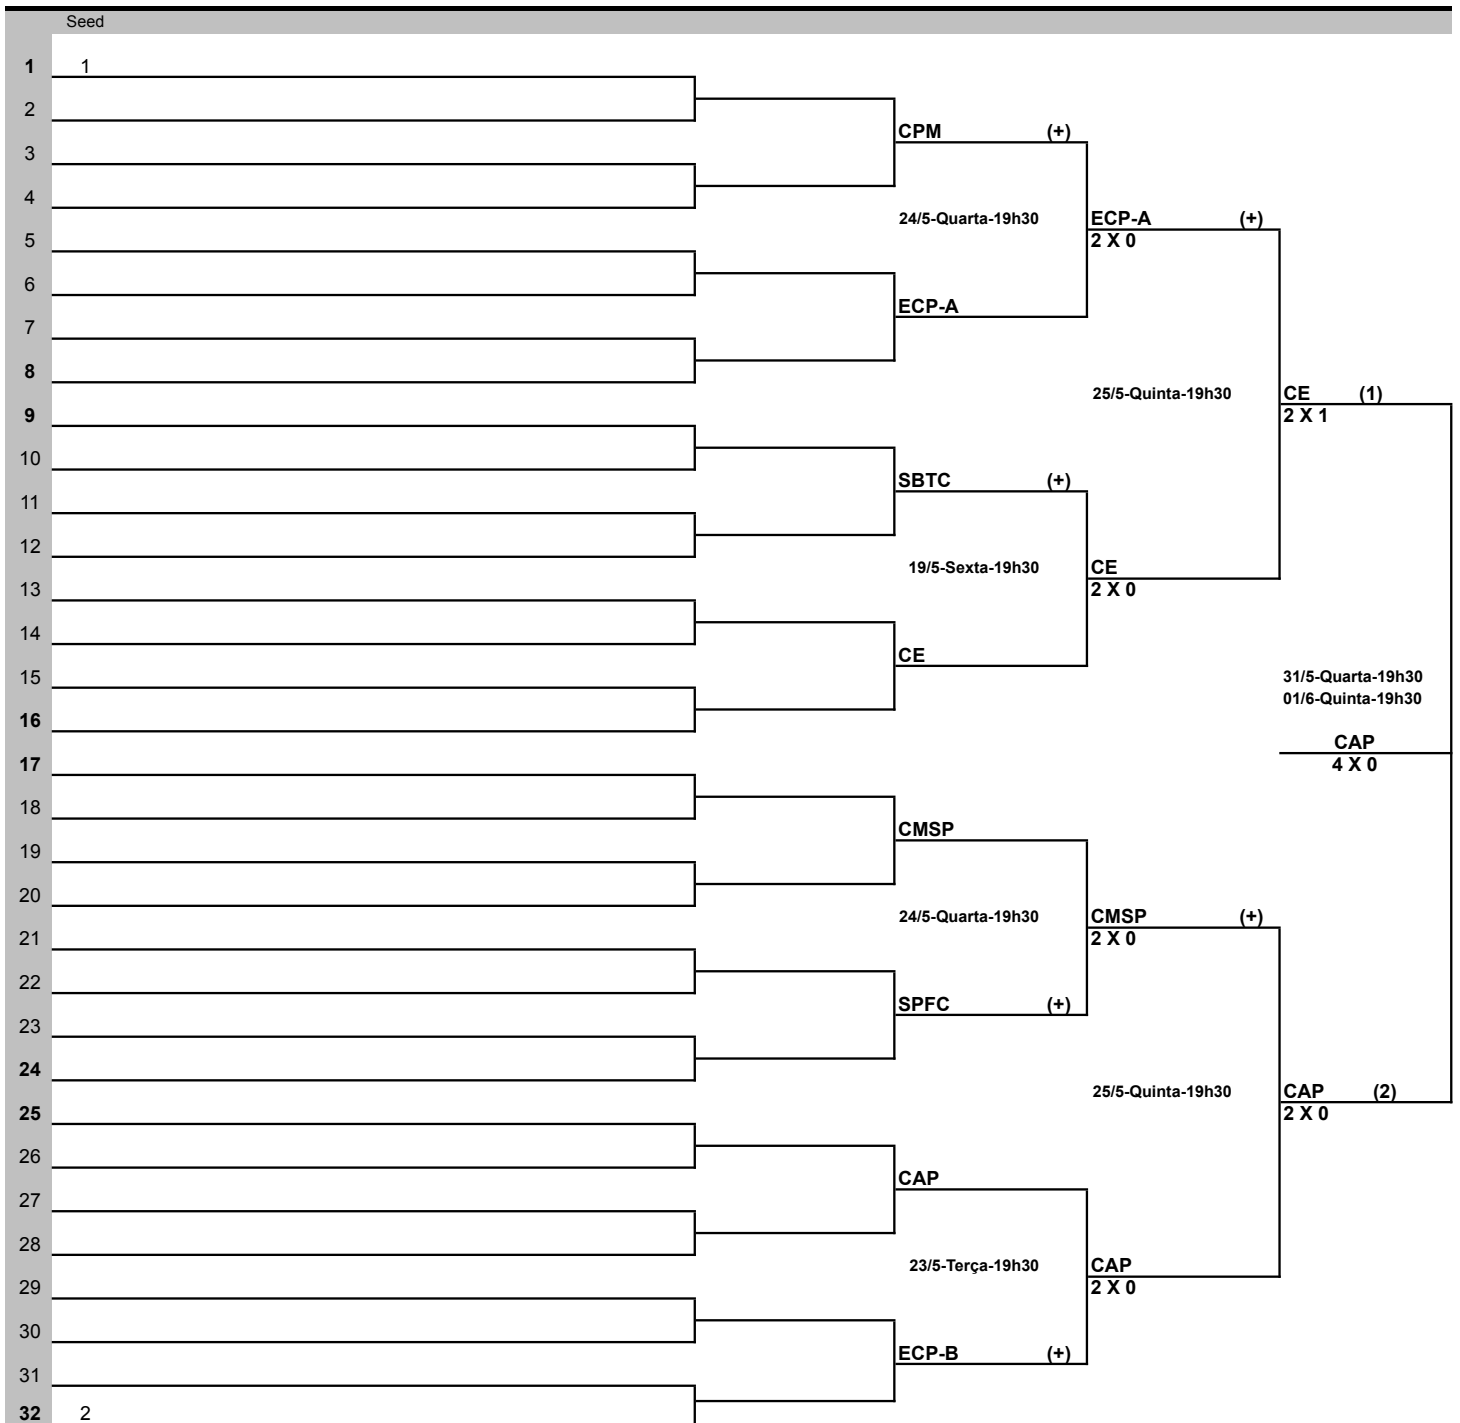 Seed
1 1
2
CPM (+)
3
4
24/5-Quarta-19h30 ECP-A (+)
5 2 X 0
6
ECP-A
7
8
25/5-Quinta-19h30 CE (1)
9 2 X 1
10
SBTC (+)
11
12
19/5-Sexta-19h30 CE
13 2 X 0
14
CE
15
31/5-Quarta-19h30
01/6-Quinta-19h30
16
CAP
17 4 X 0
18
CMSP
19
20
24/5-Quarta-19h30 CMSP (+)
21 2 X 0
22
SPFC (+)
23
24
25/5-Quinta-19h30 CAP (2)
25 2 X 0
26
CAP
27
28
23/5-Terça-19h30 CAP
29 2 X 0
30
ECP-B (+)
31
32 2